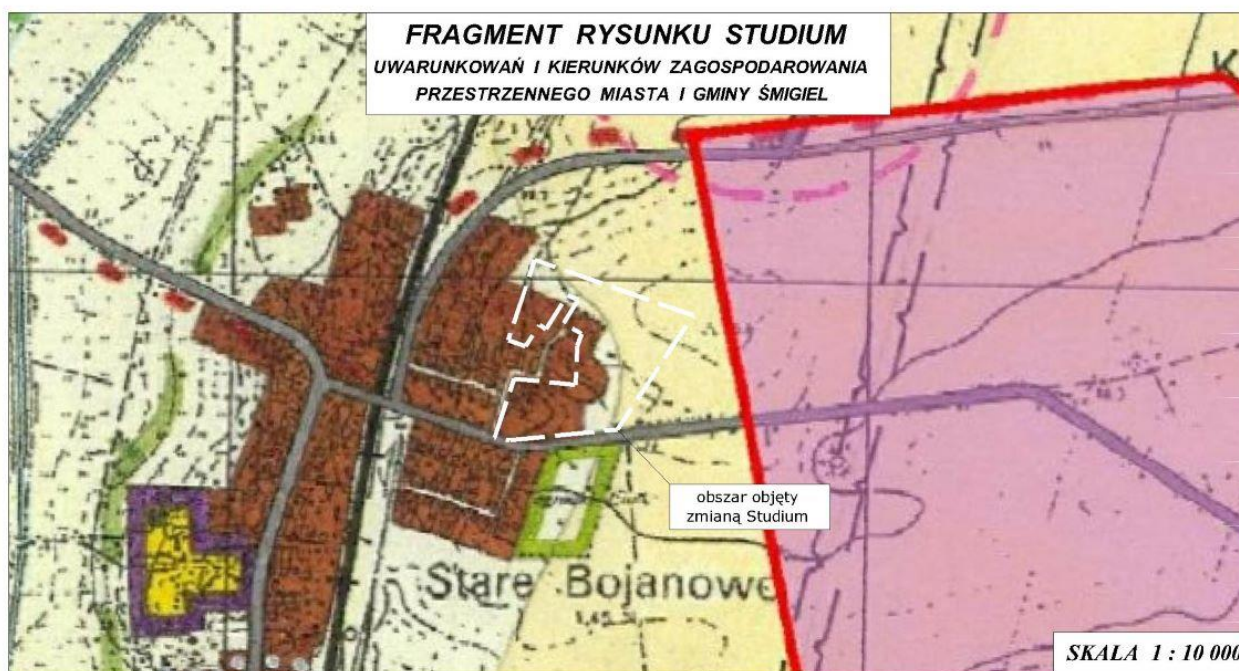 FRAGMENT RYSUNKU STUDIUM
UWARUNKOWAŃ I KIERUNKÓW ZAGOSPODAROWANIA
PRZESTRZENNEGO MIASTA I GMINY ŚMIGIEL
K
obszar objęty
zmianą Studium
Stare Bojanowo
SKALA 1 : 10 000